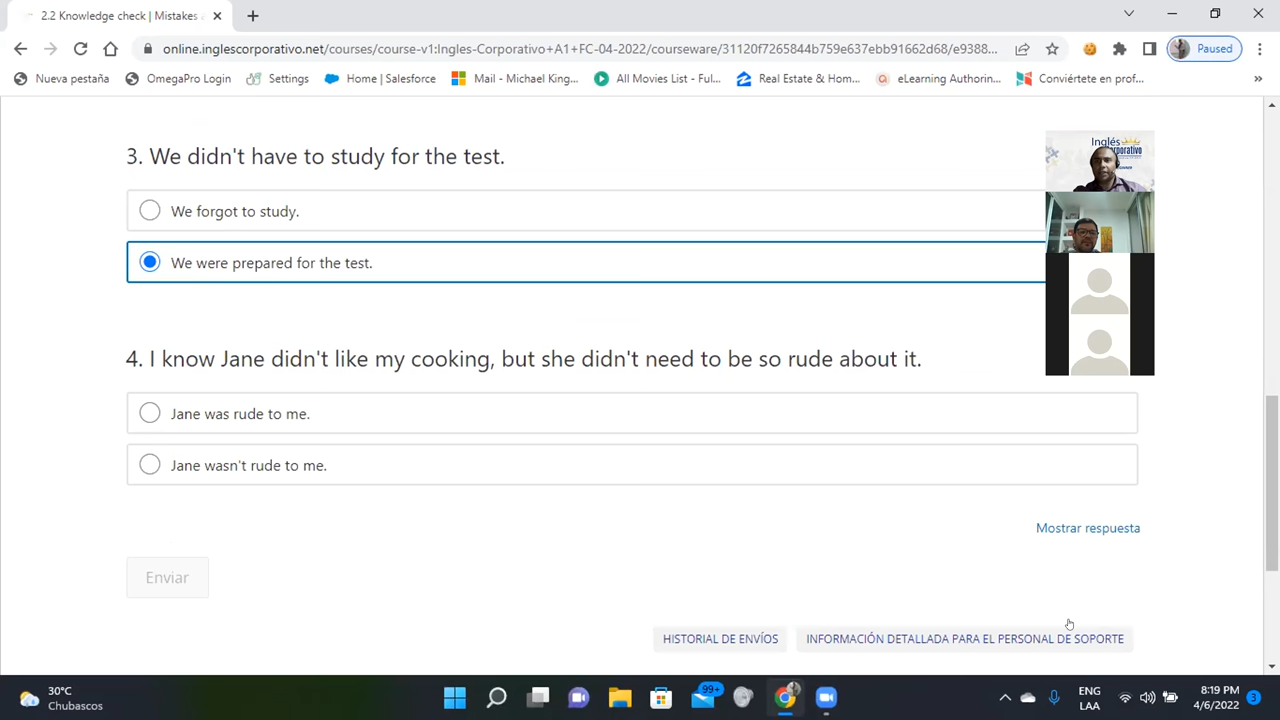 2.2 Knowledge check | Mistakes
online.inglescorporativo.net/courses/course-v1:Ingles-Corporativo+A1+FC-04-2022/courseware/31120f7265844b759e637ebb91662d68/e9388...
Paused
Nueva pestaña
OmegaPro Login
Settings
Home | Salesforce
Mail - Michael King...
All Movies List - Ful...
Real Estate & Hom...
eLearning Authorin...
Conviértete en prof...
»
3. We didn't have to study for the test.
Inglés
Corporativo
We forgot to study.
We were prepared for the test.
4. I know Jane didn't like my cooking, but she didn't need to be so rude about it.
Jane was rude to me.
Jane wasn't rude to me.
Mostrar respuesta
Enviar
HISTORIAL DE ENVÍOS
INFORMACIÓN DETALLADA PARA EL PERSONAL DE SOPORTE
30°C
Chubascos
99+
ENG
LAA
8:19 PM
4/6/2022
3